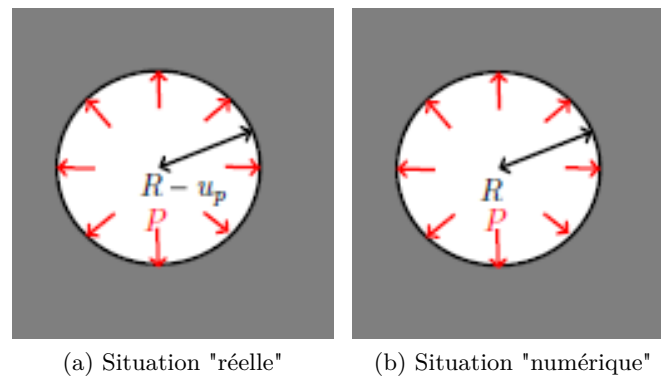 R − u_p
P
R
P
(a) Situation "réelle"
(b) Situation "numérique"